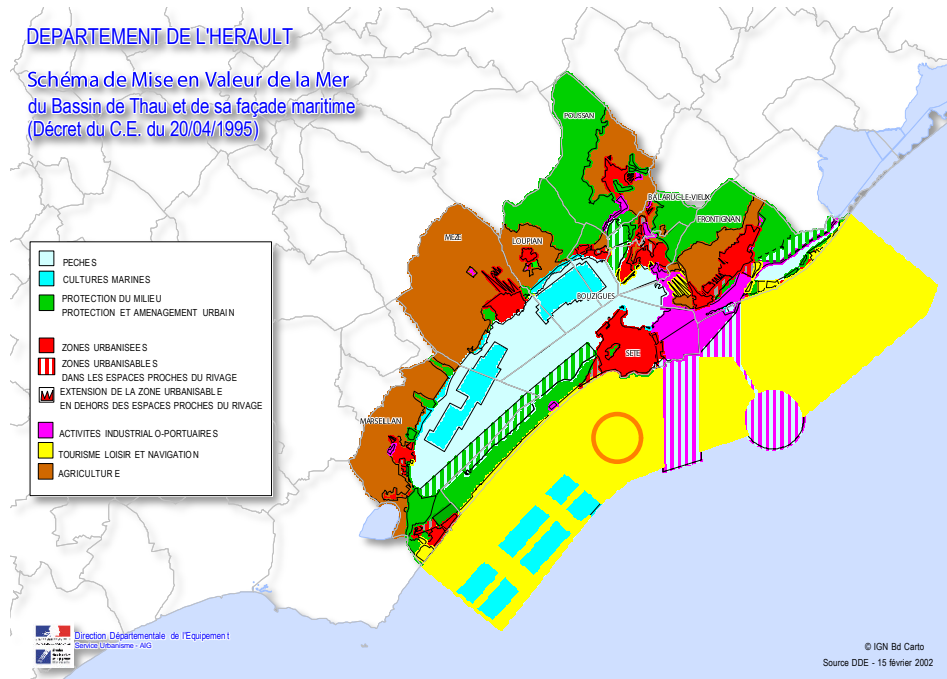 DEPARTEMENT DE L'HERAULT
Schéma de Mise en Valeur de la Mer
du Bassin de Thau et de sa façade maritime
(Décret du C.E. du 20/04/1995)
PECHES
CULTURES MARINES
PROTECTION DU MILIEU
PROTECTION ET AMENAGEMENT URBAIN
ZONES URBANISEES
ZONES URBANISABLES
DANS LES ESPACES PROCHES DU RIVAGE
EXTENSION DE LA ZONE URBANISABLE
EN DEHORS DES ESPACES PROCHES DU RIVAGE
ACTIVITES INDUSTRIALO-PORTUAIRES
TOURISME LOISIR ET NAVIGATION
AGRICULTURE
POUSSAN
BALARUC-LE-VIEUX
FRONTIGNAN
MEZE
LOUPIAN
BOUZIGUES
SETE
MARSEILLAN
Direction Départementale de l'Equipement
Service Urbanisme - AIG
© IGN Bd Carto
Source DDE - 15 février 2002